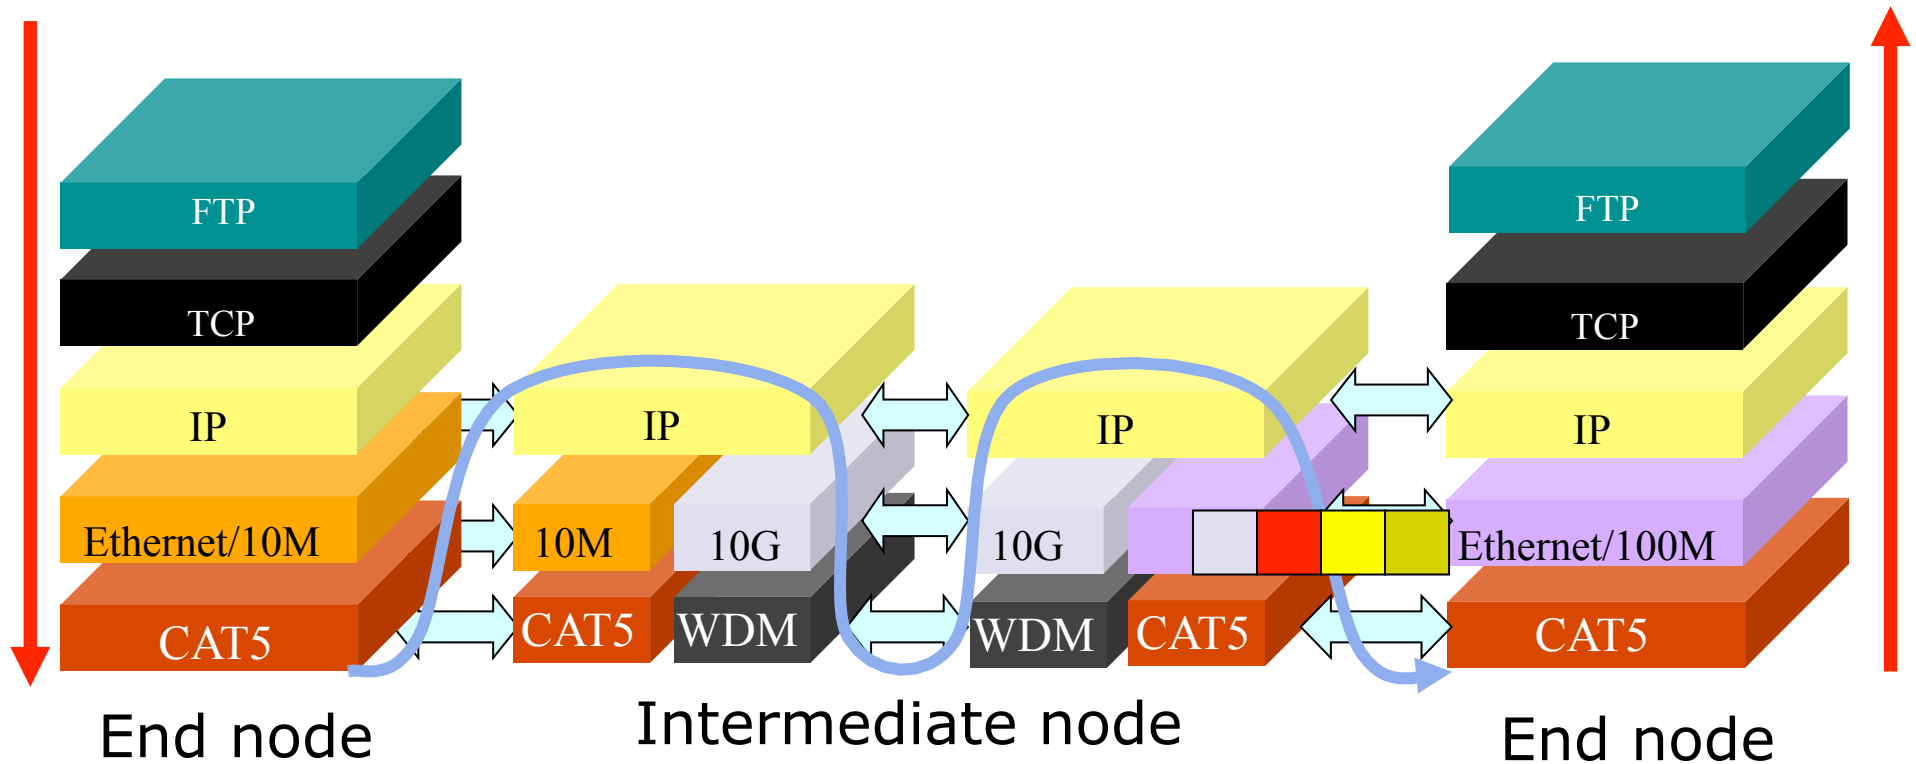 FTP
TCP
IP
Ethernet/10M
CAT5
End node
IP
10M
10G
CAT5
WDM
IP
10G
WDM
CAT5
Intermediate node
FTP
TCP
IP
Ethernet/100M
CAT5
End node